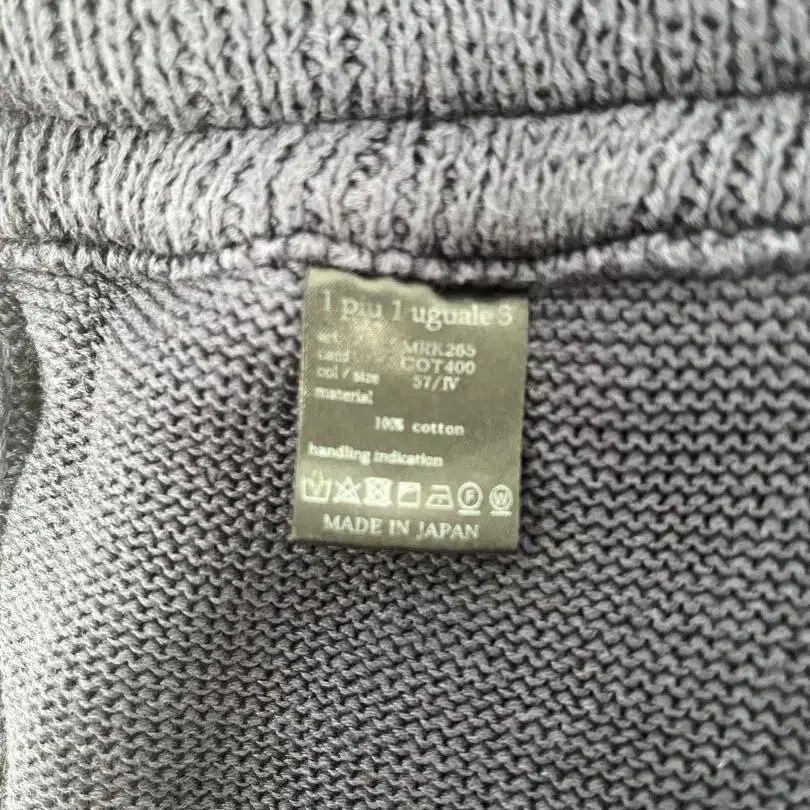 1 piu 1 uguale 3
art. MRK265
cand COT400
col / size 57/Ⅳ
material
100% cotton
handling indication
F W
MADE IN JAPAN